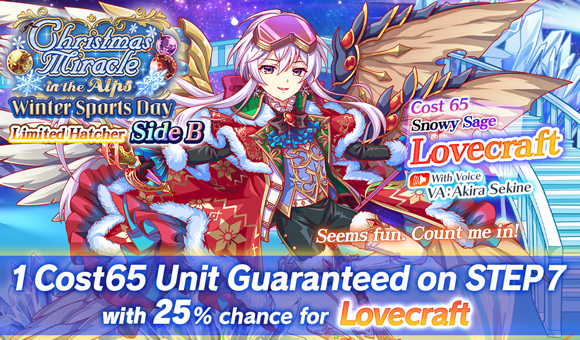 Christmas
Miracle
in the Alps
Winter Sports Day
Limited Hatcher Side B
Cost 65
Snowy Sage
Lovecraft
With Voice
VA:Akira Sekine
Seems fun. Count me in!
1 Cost65 Unit Guaranteed on STEP 7
with 25% chance for Lovecraft